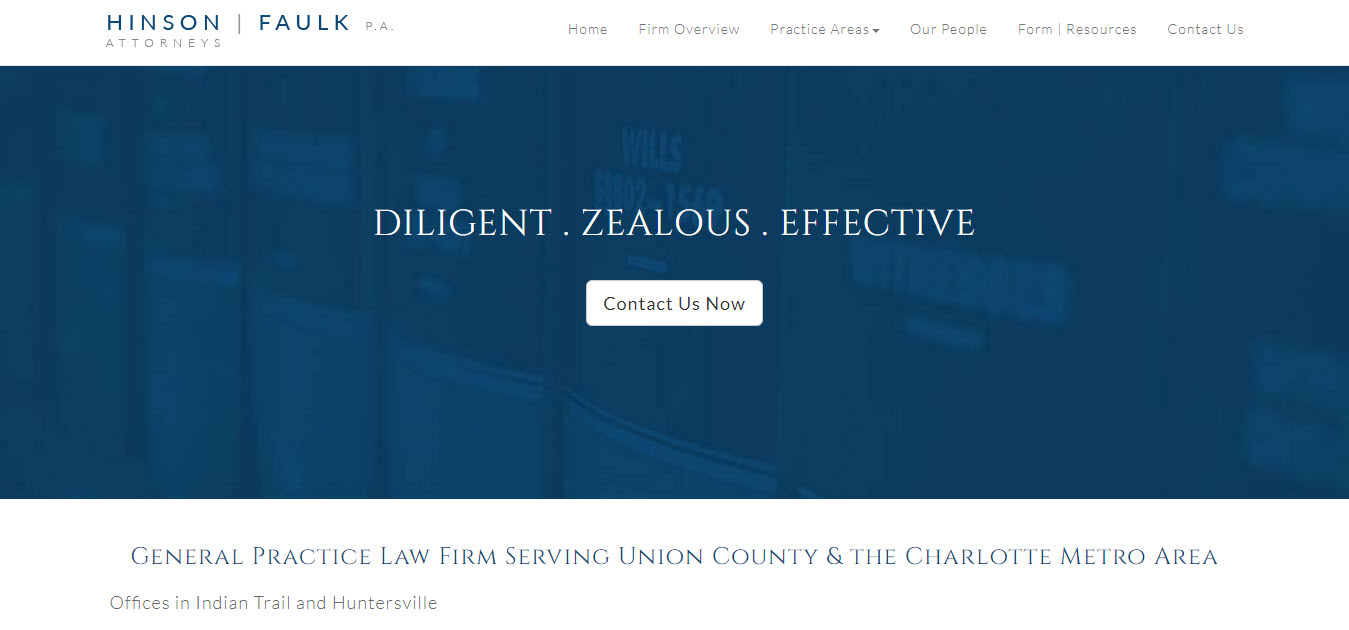 HINSON | FAULK P.A.
ATTORNEYS
Home Firm Overview Practice Areas Our People Form | Resources Contact Us
WILLS
DILIGENT . ZEALOUS . EFFECTIVE
Contact Us Now
General Practice Law Firm Serving Union County & the Charlotte Metro Area
Offices in Indian Trail and Huntersville